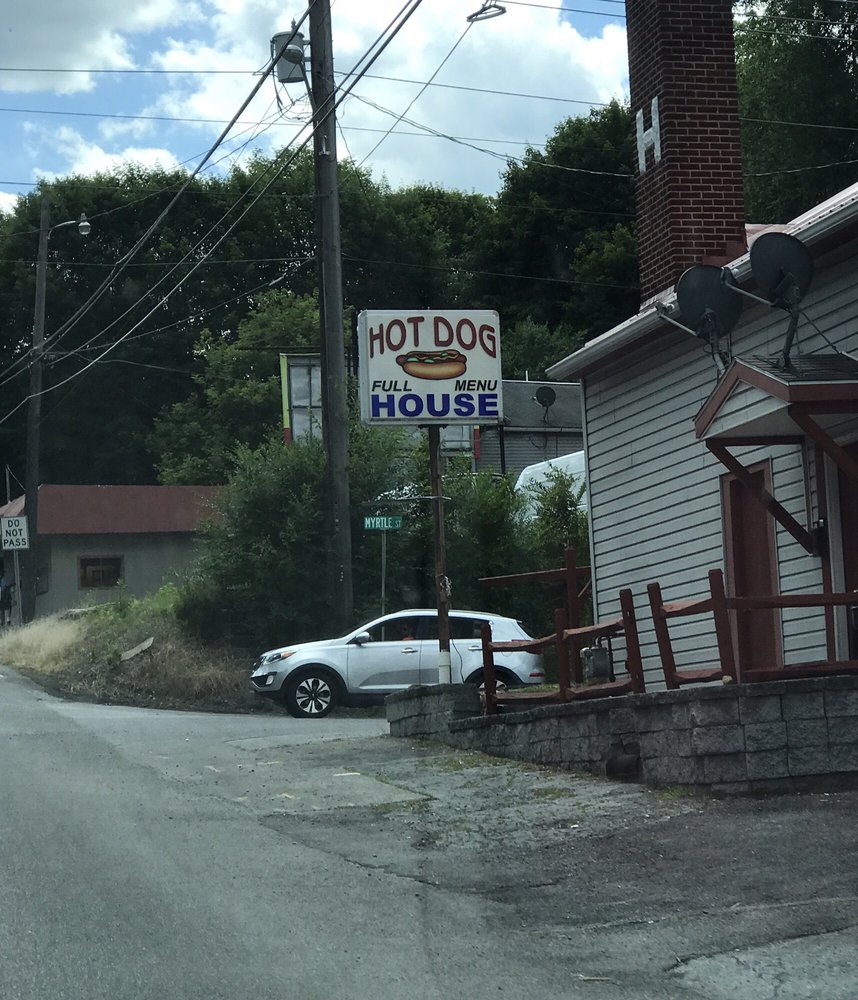 H
HOT DOG
FULL MENU
HOUSE
MYRTLE ST
DO
NOT
PASS